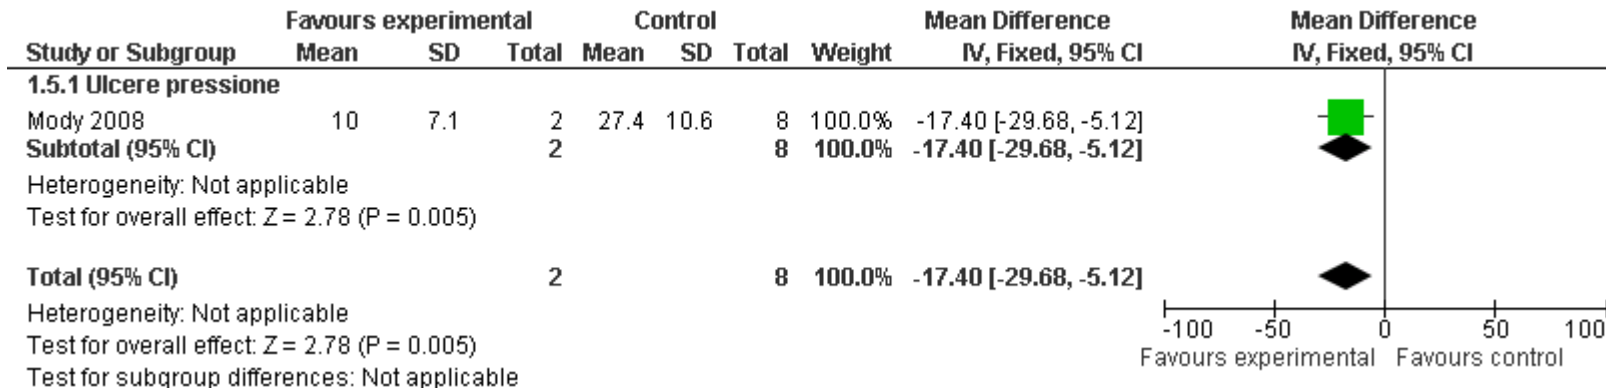 Favours experimental Control Mean Difference Mean Difference
Study or Subgroup Mean SD Total Mean SD Total Weight IV, Fixed, 95% CI IV, Fixed, 95% CI
1.5.1 Ulcere pressione
Mody 2008 10 7.1 2 27.4 10.6 8 100.0% -17.40 [-29.68, -5.12]
Subtotal (95% CI) 2 8 100.0% -17.40 [-29.68, -5.12]
Heterogeneity: Not applicable
Test for overall effect: Z = 2.78 (P = 0.005)
Total (95% CI) 2 8 100.0% -17.40 [-29.68, -5.12]
Heterogeneity: Not applicable
Test for overall effect: Z = 2.78 (P = 0.005)
Test for subgroup differences: Not applicable
-100 -50 0 50 100
Favours experimental Favours control